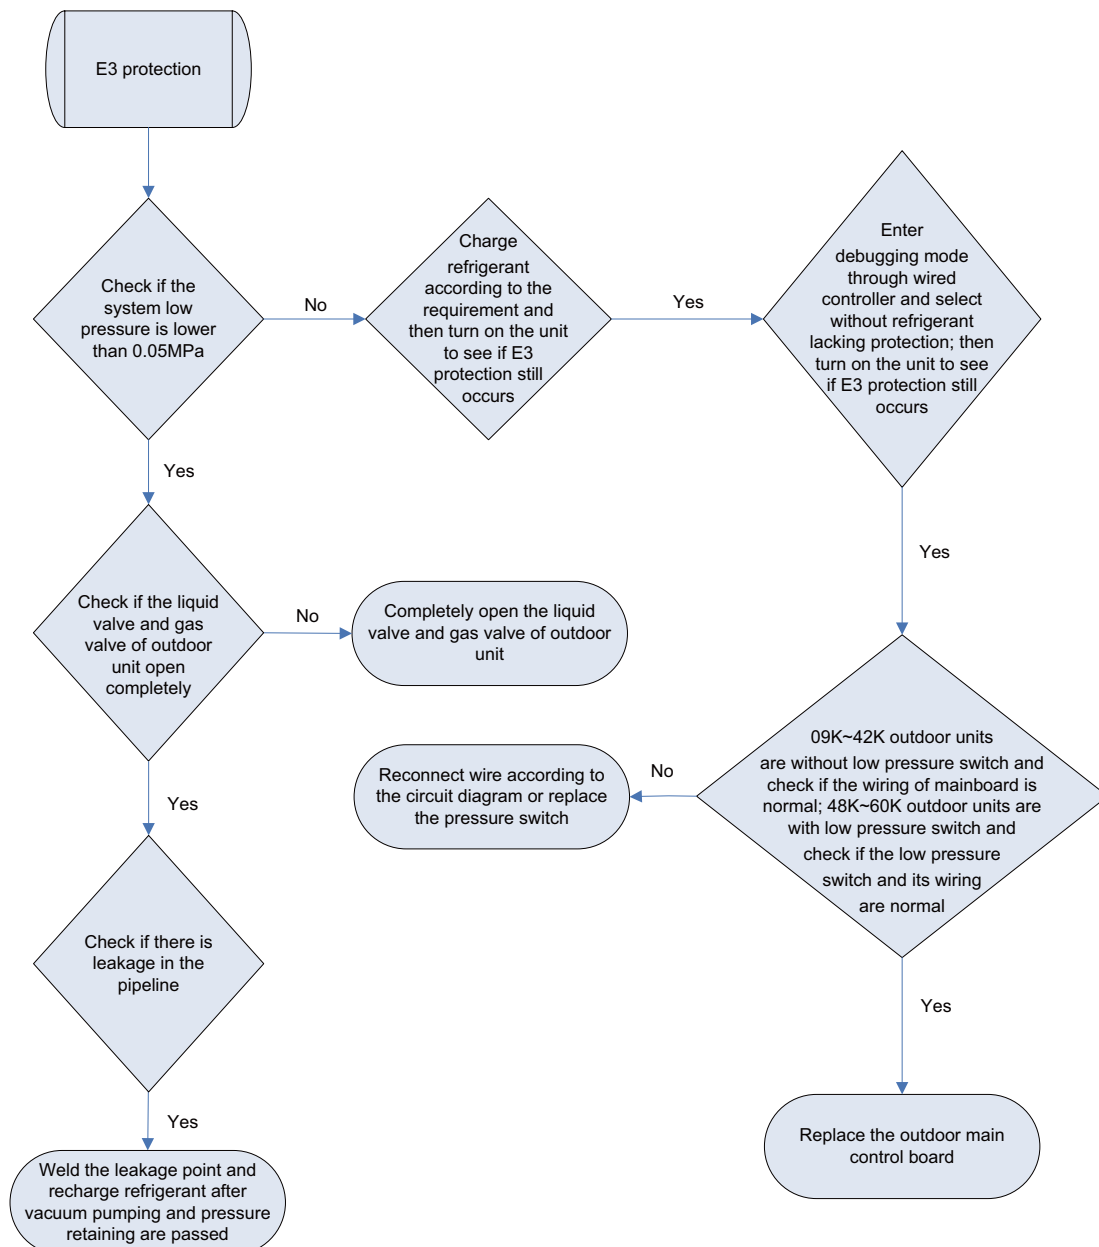 E3 protection
Check if the
system low
pressure is lower
than 0.05MPa
No
Charge
refrigerant
according to the
requirement and
then turn on the unit
to see if E3
protection still
occurs
Yes
Enter
debugging mode
through wired
controller and select
without refrigerant
lacking protection; then
turn on the unit to see
if E3 protection still
occurs
Yes
Yes
Check if the liquid
valve and gas
valve of outdoor
unit open
completely
No
Completely open the liquid
valve and gas valve of outdoor
unit
09K~42K outdoor units
are without low pressure switch and
check if the wiring of mainboard is
normal; 48K~60K outdoor units are
with low pressure switch and
check if the low pressure
switch and its wiring
are normal
No
Reconnect wire according to
the circuit diagram or replace
the pressure switch
Yes
Check if there is
leakage in the
pipeline
Yes
Yes
Weld the leakage point and
recharge refrigerant after
vacuum pumping and pressure
retaining are passed
Replace the outdoor main
control board